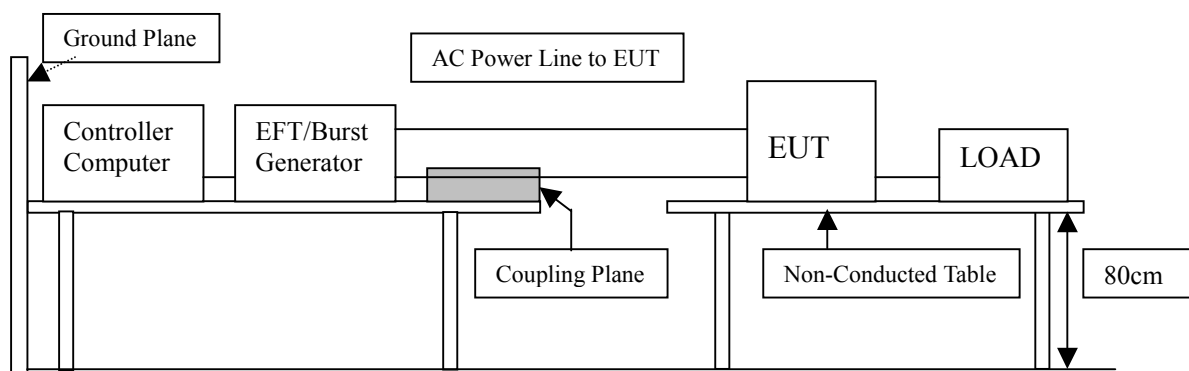 Ground Plane
AC Power Line to EUT
Controller
Computer
EFT/Burst
Generator
EUT
LOAD
Coupling Plane
Non-Conducted Table
80cm